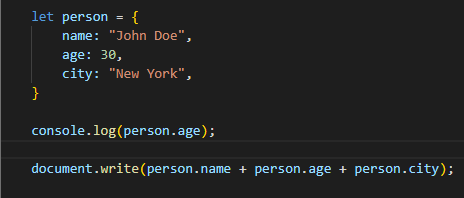 let person = {
    name: "John Doe",
    age: 30,
    city: "New York",
}
console.log(person.age);
document.write(person.name + person.age + person.city);